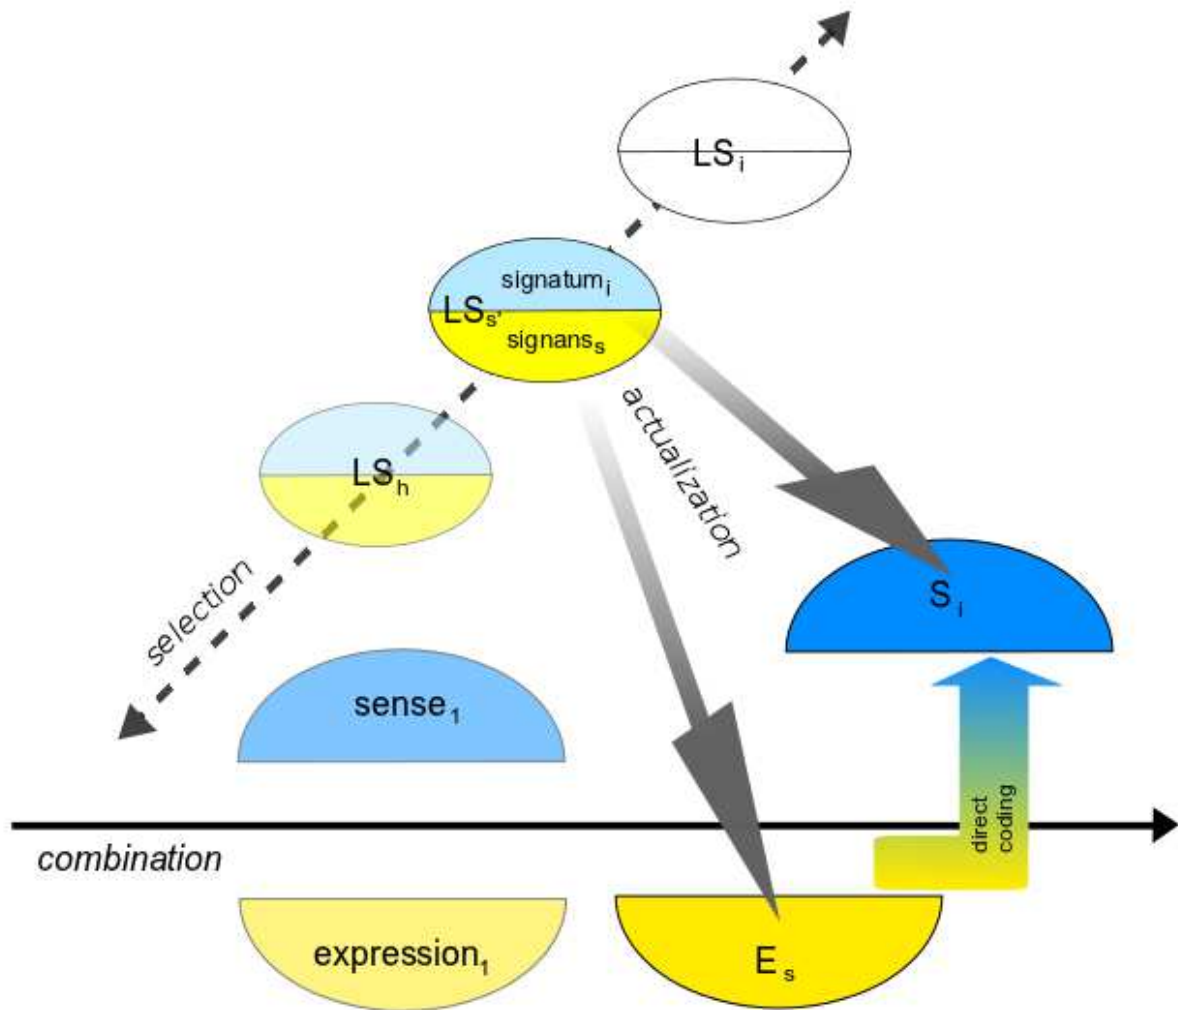 LSᵢ
signatumᵢ
LSₛ'
signansₛ
actualization
LSₕ
selection
Sᵢ
sense₁
direct
coding
combination
expression₁
Eₛ